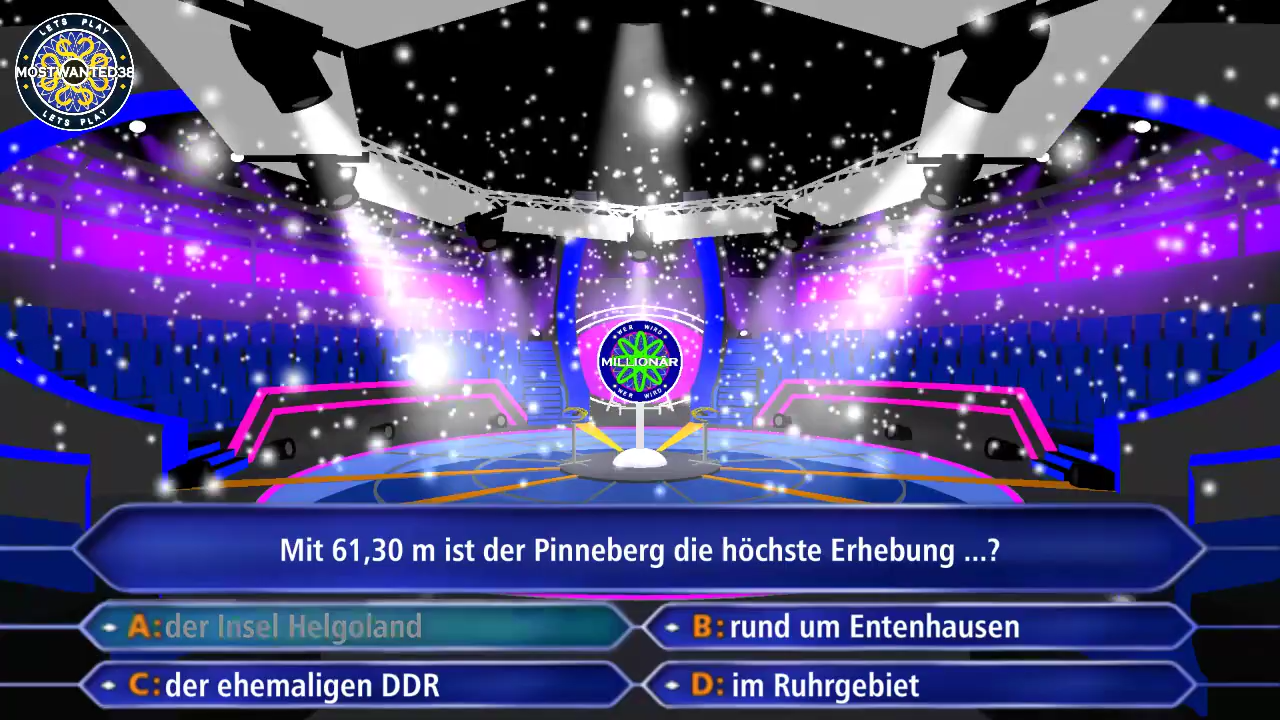 LETS PLAY
MOSTWANTED38
LETS PLAY
WER WIRD
MILLIONÄR
WER WIRD
Mit 61,30 m ist der Pinneberg die höchste Erhebung ...?
A: der Insel Helgoland
B: rund um Entenhausen
C: der ehemaligen DDR
D: im Ruhrgebiet